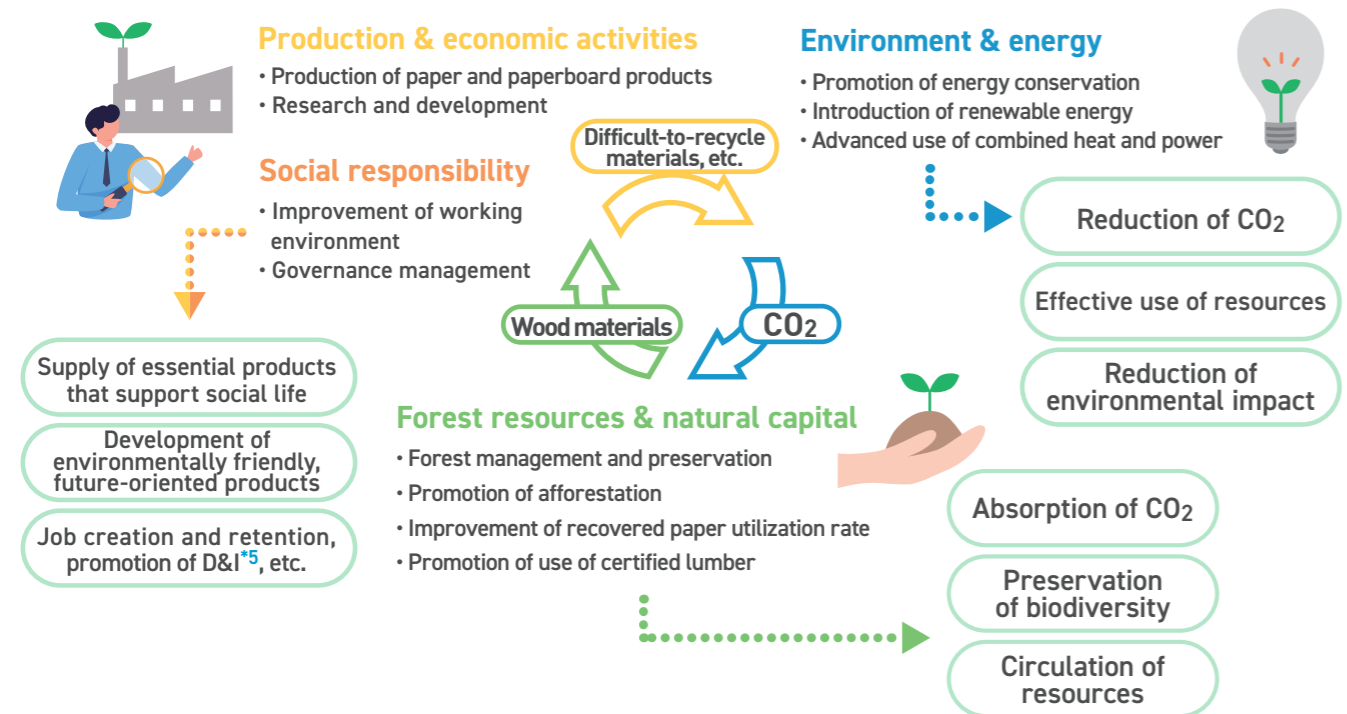 Production & economic activities
・Production of paper and paperboard products
・Research and development
Social responsibility
・Improvement of working
environment
・Governance management
Supply of essential products
that support social life
Development of
environmentally friendly,
future-oriented products
Job creation and retention,
promotion of D&I*5, etc.
Difficult-to-recycle
materials, etc.
Wood materials
CO2
Environment & energy
・Promotion of energy conservation
・Introduction of renewable energy
・Advanced use of combined heat and power
Reduction of CO2
Effective use of resources
Reduction of
environmental impact
Forest resources & natural capital
・Forest management and preservation
・Promotion of afforestation
・Improvement of recovered paper utilization rate
・Promotion of use of certified lumber
Absorption of CO2
Preservation
of biodiversity
Circulation of
resources